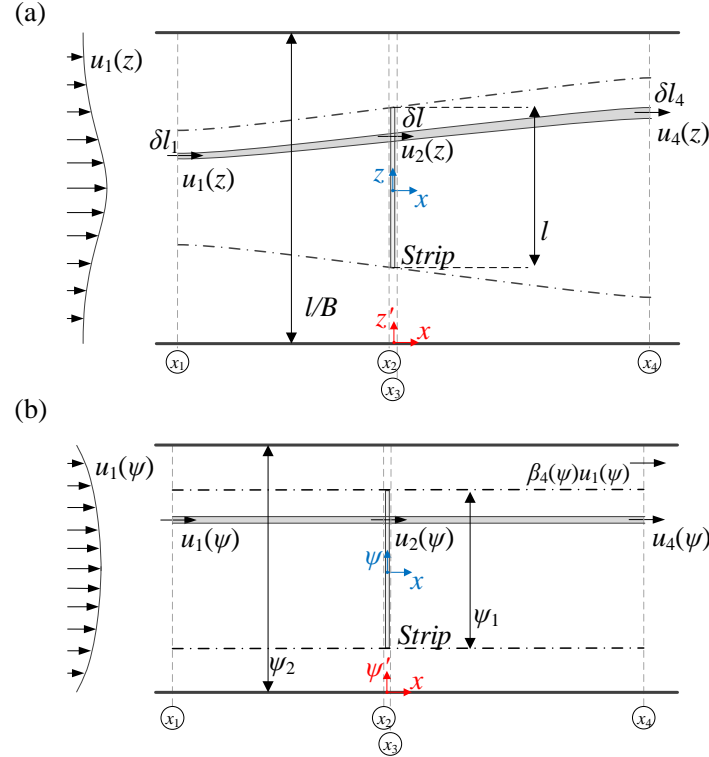 (a)
u₁(z)
δl₄
δl₁
δl
u₄(z)
u₂(z)
u₁(z)
z
x
l
Strip
l/B
z'
x
x₁
x₂
x₄
x₃
(b)
u₁(ψ)
β₄(ψ)u₁(ψ)
u₁(ψ)
u₂(ψ)
u₄(ψ)
ψ
x
ψ₁
Strip
ψ₂
ψ'
x
x₁
x₂
x₄
x₃